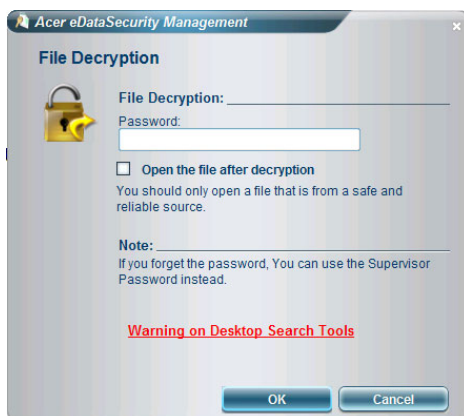 Acer eDataSecurity Management
x
File Decryption
File Decryption:
Password:
Open the file after decryption
You should only open a file that is from a safe and
reliable source.
Note:
If you forget the password, You can use the Supervisor
Password instead.
Warning on Desktop Search Tools
OK Cancel